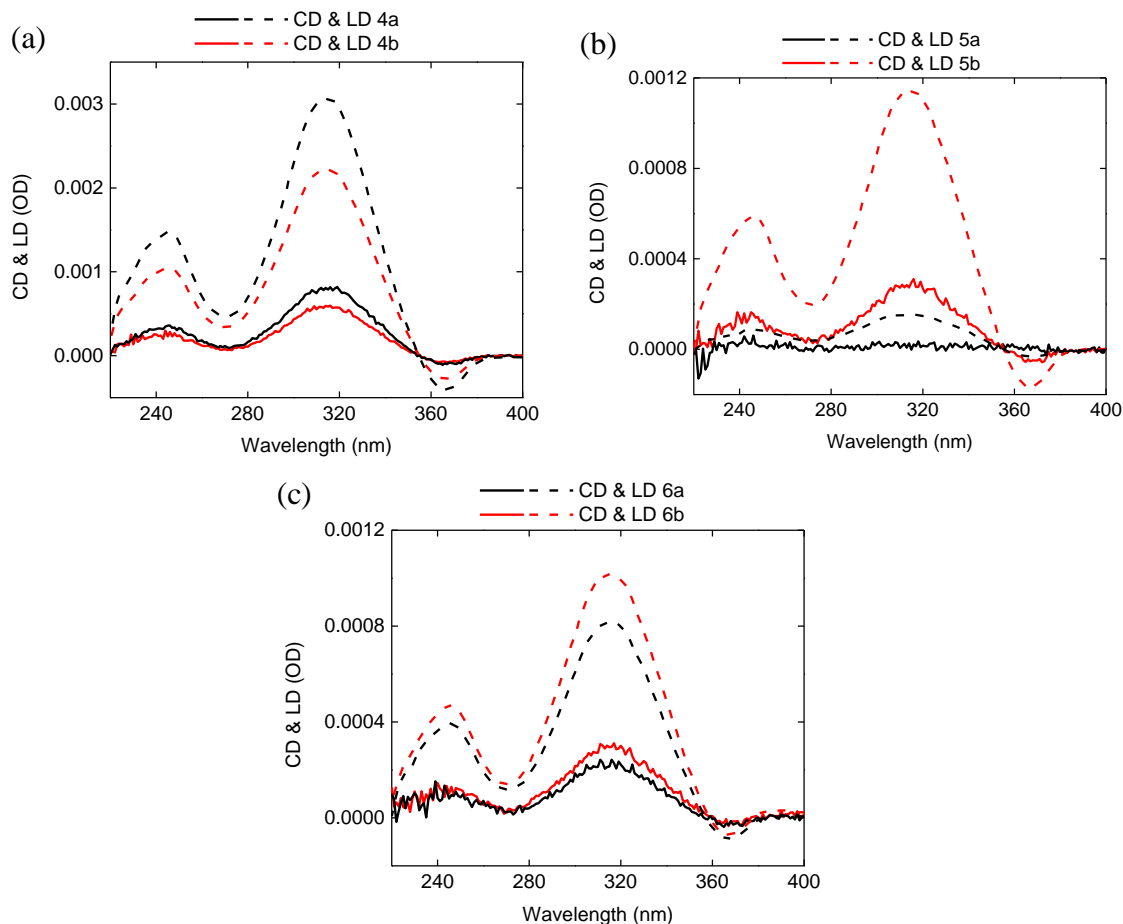 (a)
CD & LD 4a
CD & LD 4b
CD & LD (OD)
0.003
0.002
0.001
0.000
240 280 320 360 400
Wavelength (nm)
(b)
CD & LD 5a
CD & LD 5b
CD & LD (OD)
0.0012
0.0008
0.0004
0.0000
240 280 320 360 400
Wavelength (nm)
(c)
CD & LD 6a
CD & LD 6b
CD & LD (OD)
0.0012
0.0008
0.0004
0.0000
240 280 320 360 400
Wavelength (nm)